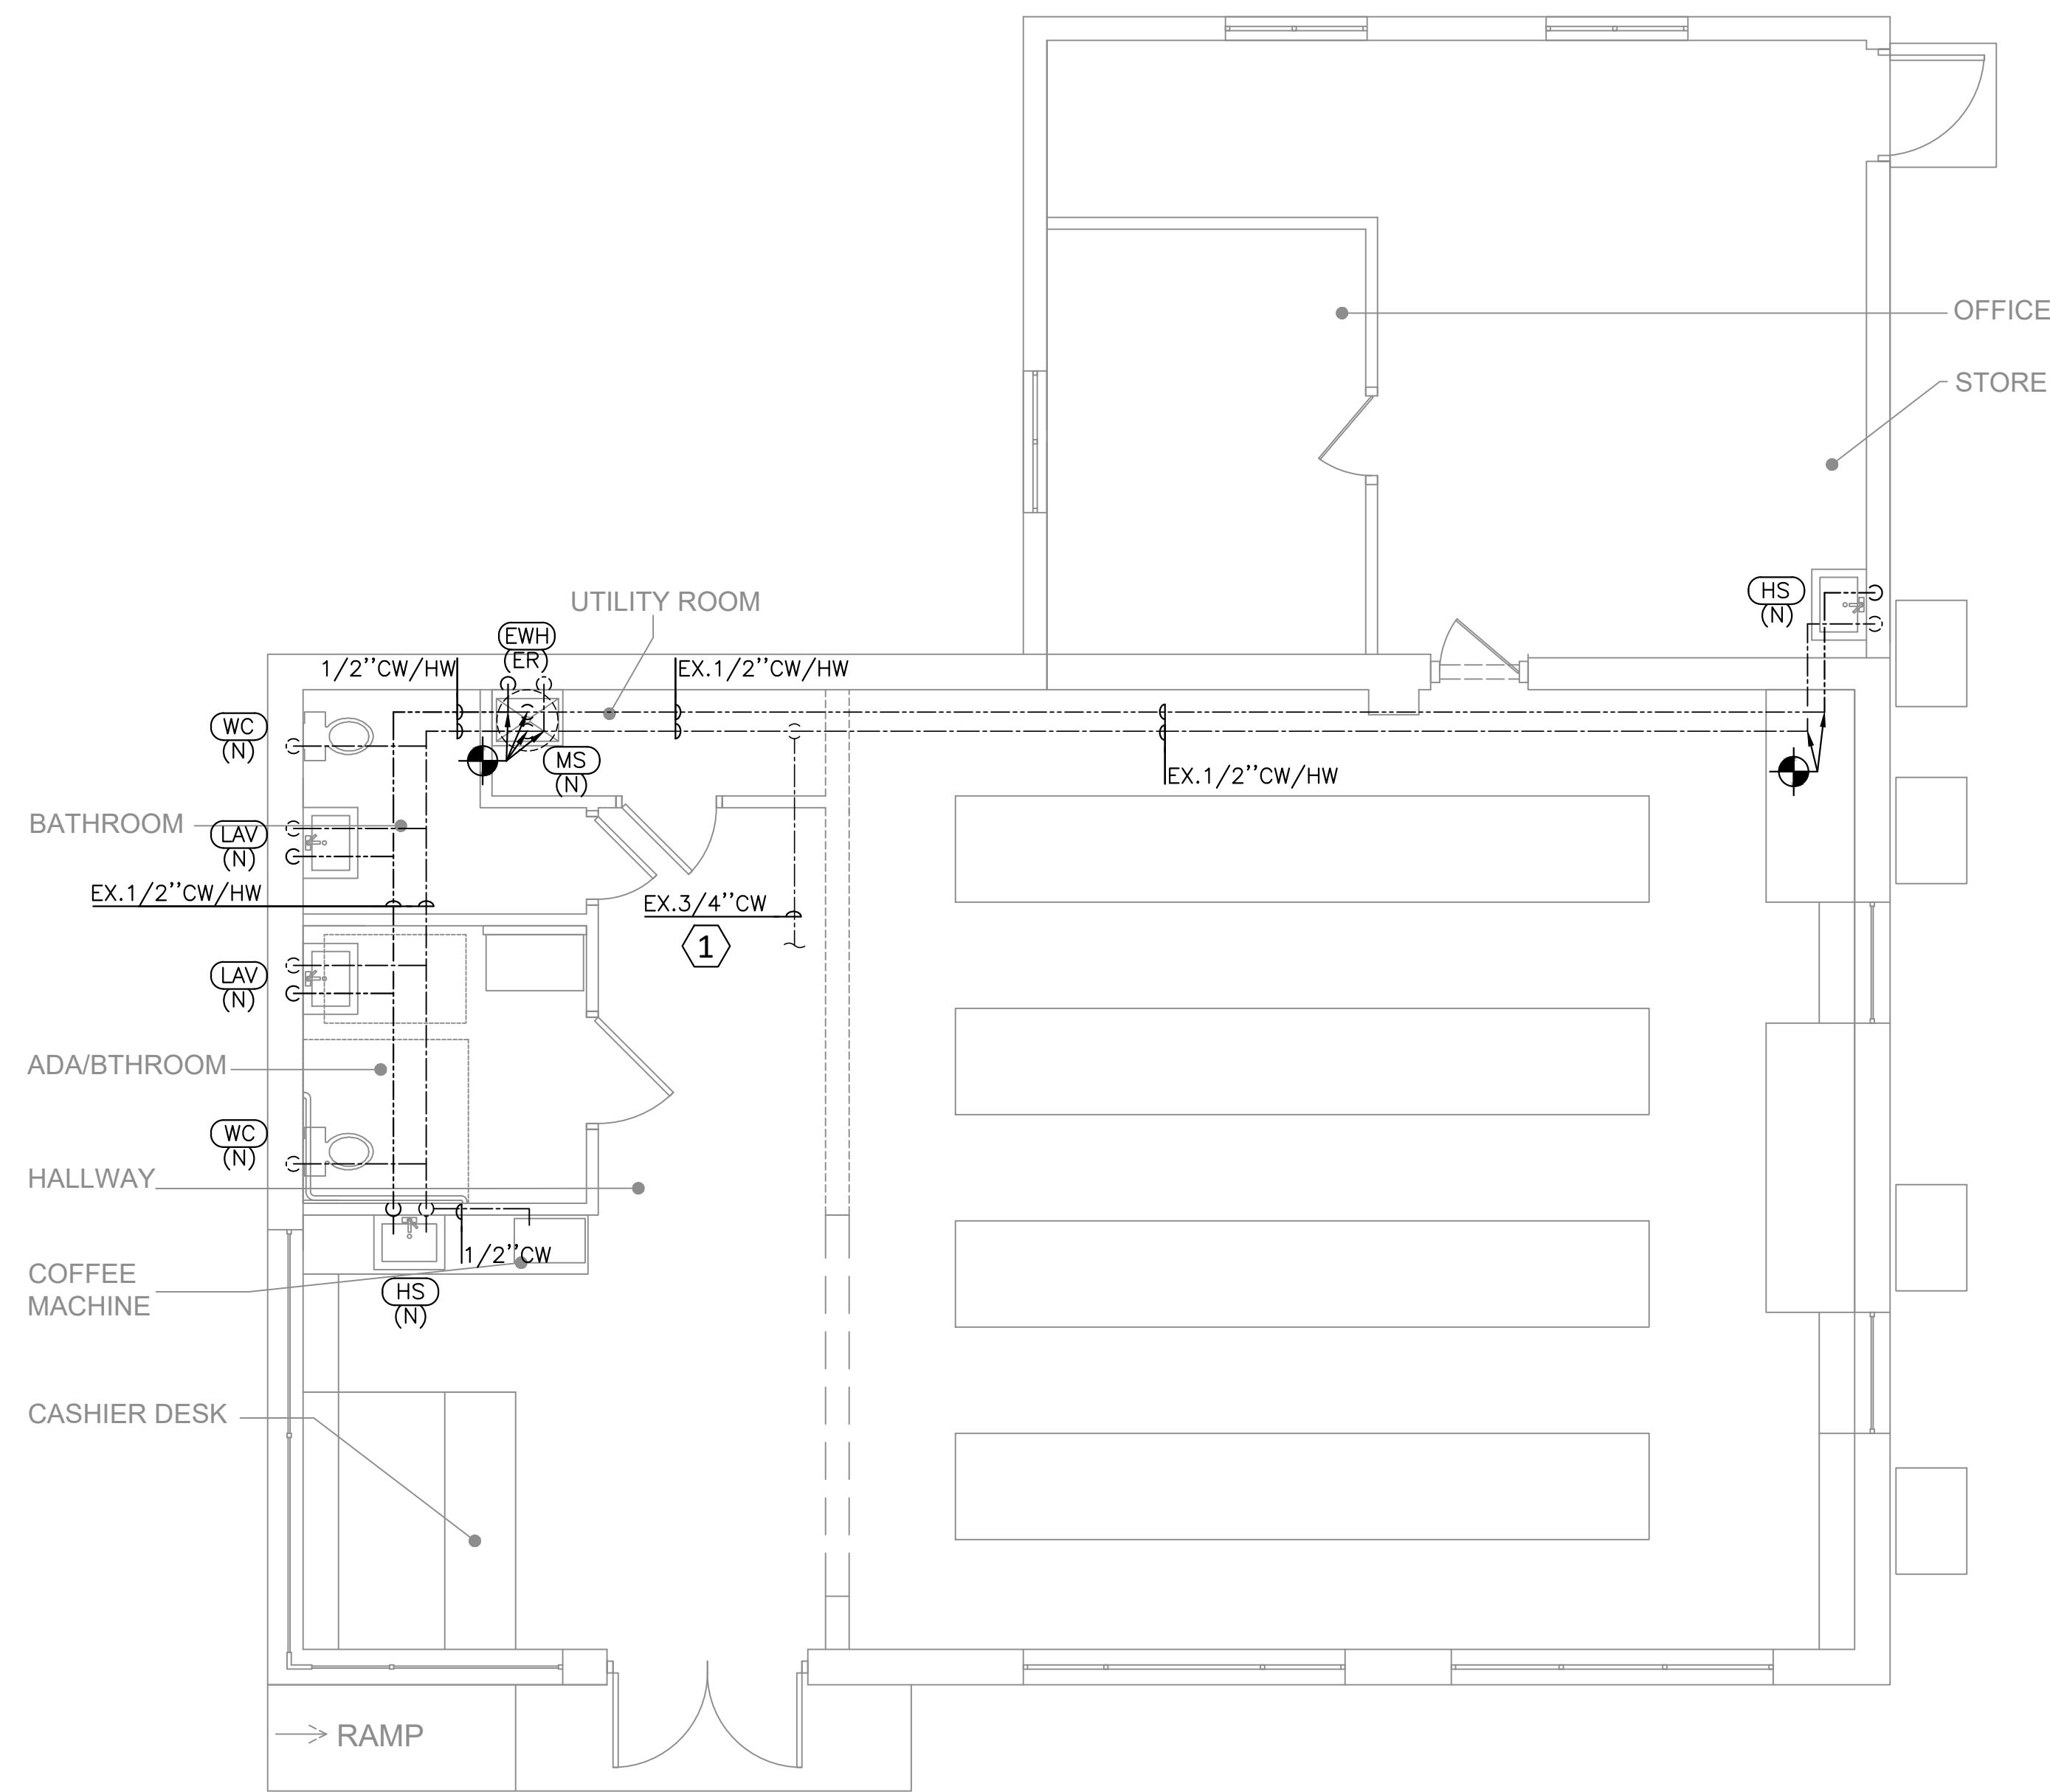 OFFICE
STORE
HS
(N)
UTILITY ROOM
EWH
(ER)
1/2’’CW/HW
EX.1/2’’CW/HW
WC
(N)
MS
(N)
EX.1/2’’CW/HW
BATHROOM
LAV
(N)
EX.1/2’’CW/HW
EX.3/4’’CW
1
LAV
(N)
ADA/BTHROOM
WC
(N)
HALLWAY
1/2’’CW
COFFEE
MACHINE
HS
(N)
CASHIER DESK
RAMP